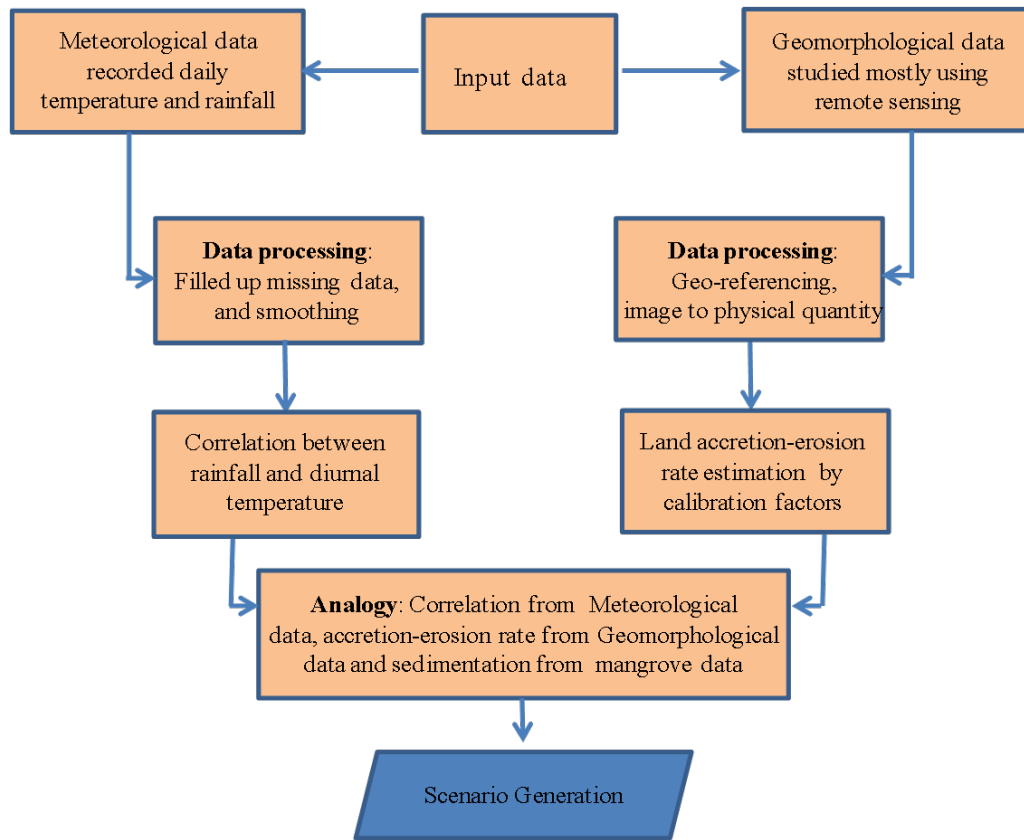 Meteorological data
recorded daily
temperature and rainfall
Input data
Geomorphological data
studied mostly using
remote sensing
Data processing:
Filled up missing data,
and smoothing
Data processing:
Geo-referencing,
image to physical quantity
Correlation between
rainfall and diurnal
temperature
Land accretion-erosion
rate estimation by
calibration factors
Analogy: Correlation from Meteorological
data, accretion-erosion rate from Geomorphological
data and sedimentation from mangrove data
Scenario Generation